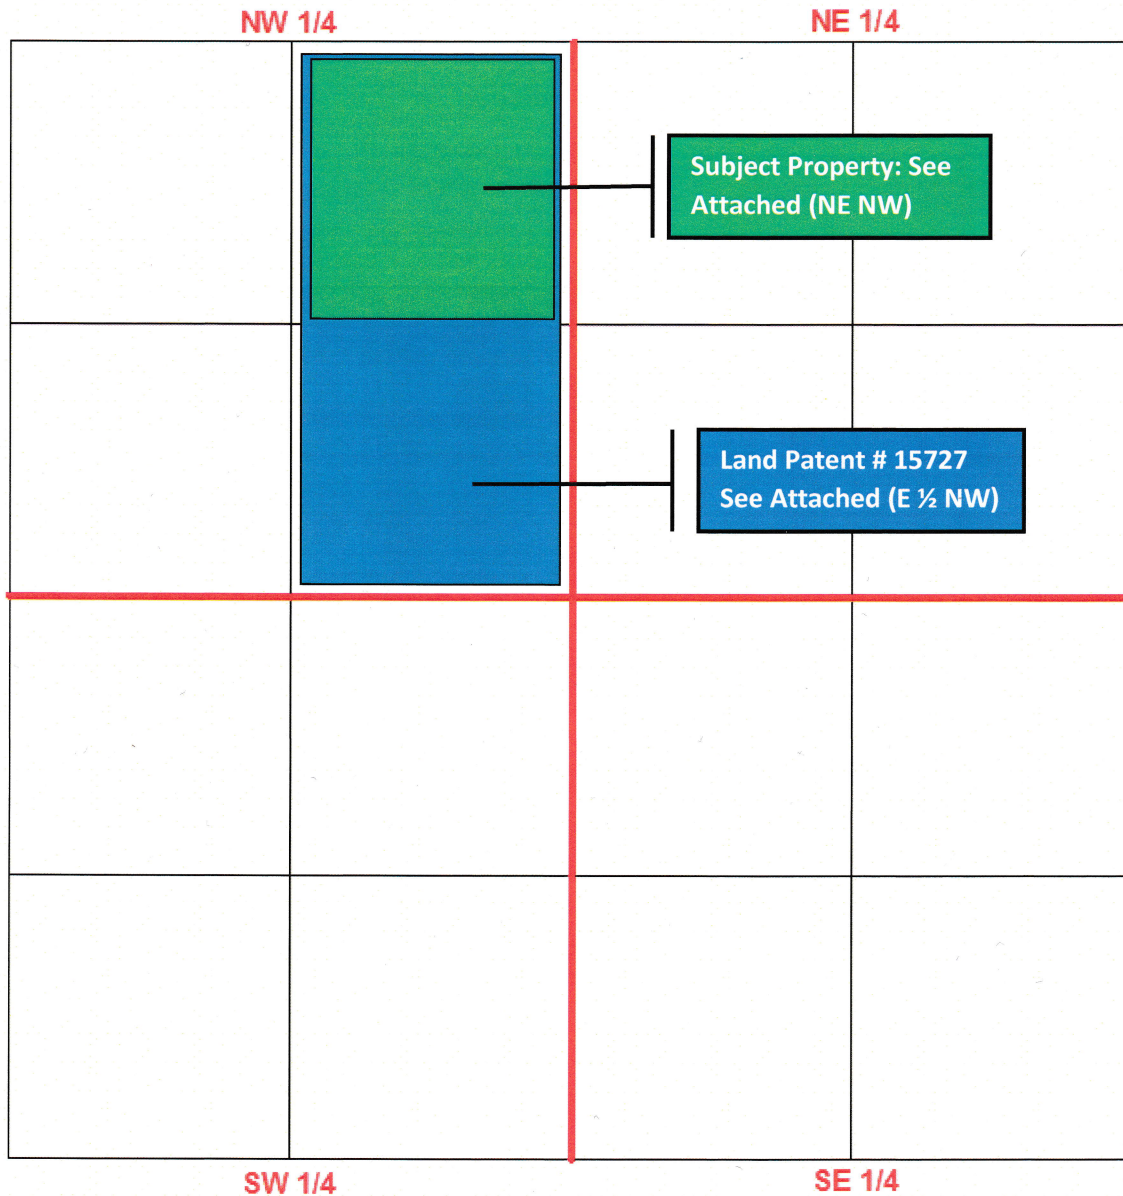 NW 1/4
NE 1/4
Subject Property: See
Attached (NE NW)
Land Patent # 15727
See Attached (E ½ NW)
SW 1/4
SE 1/4